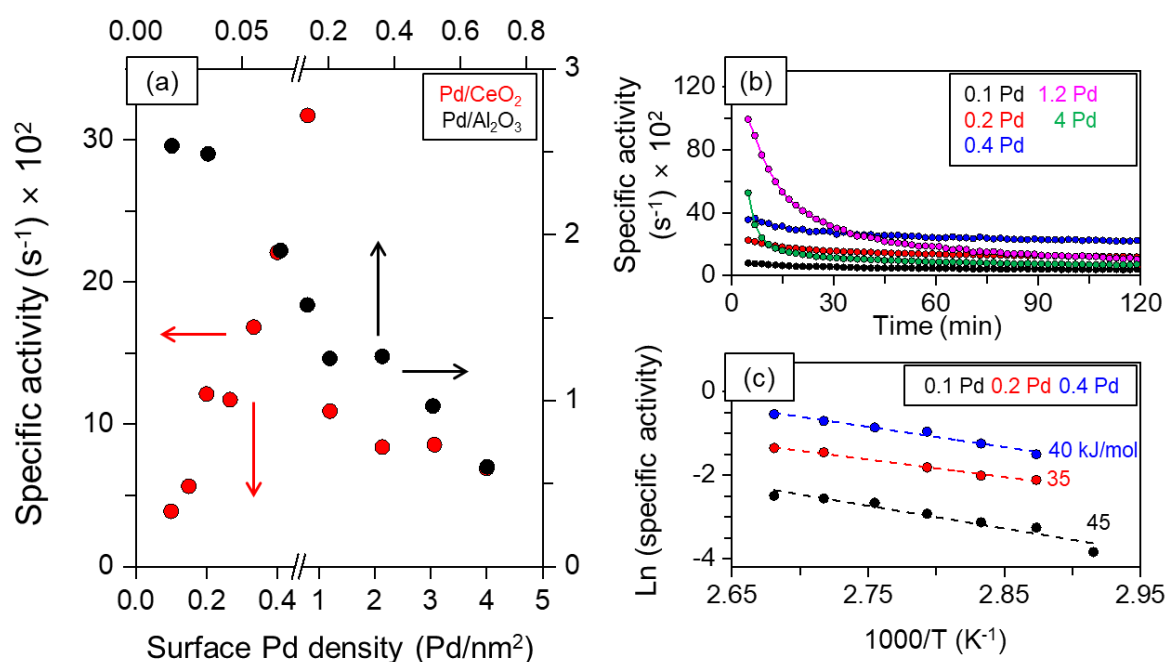 0.00 0.05 0.2 0.4 0.6 0.8
(a)
Pd/CeO₂
Pd/Al₂O₃
Specific activity (s⁻¹) × 10²
30
20
10
0
3
2
1
0
0.0 0.2 0.4 1 2 3 4 5
Surface Pd density (Pd/nm²)
(b)
0.1 Pd 1.2 Pd
0.2 Pd 4 Pd
0.4 Pd
Specific activity
(s⁻¹) × 10²
120
80
40
0
0 30 60 90 120
Time (min)
(c)
0.1 Pd 0.2 Pd 0.4 Pd
Ln (specific activity)
0
-2
-4
40 kJ/mol
35
45
2.65 2.75 2.85 2.95
1000/T (K⁻¹)